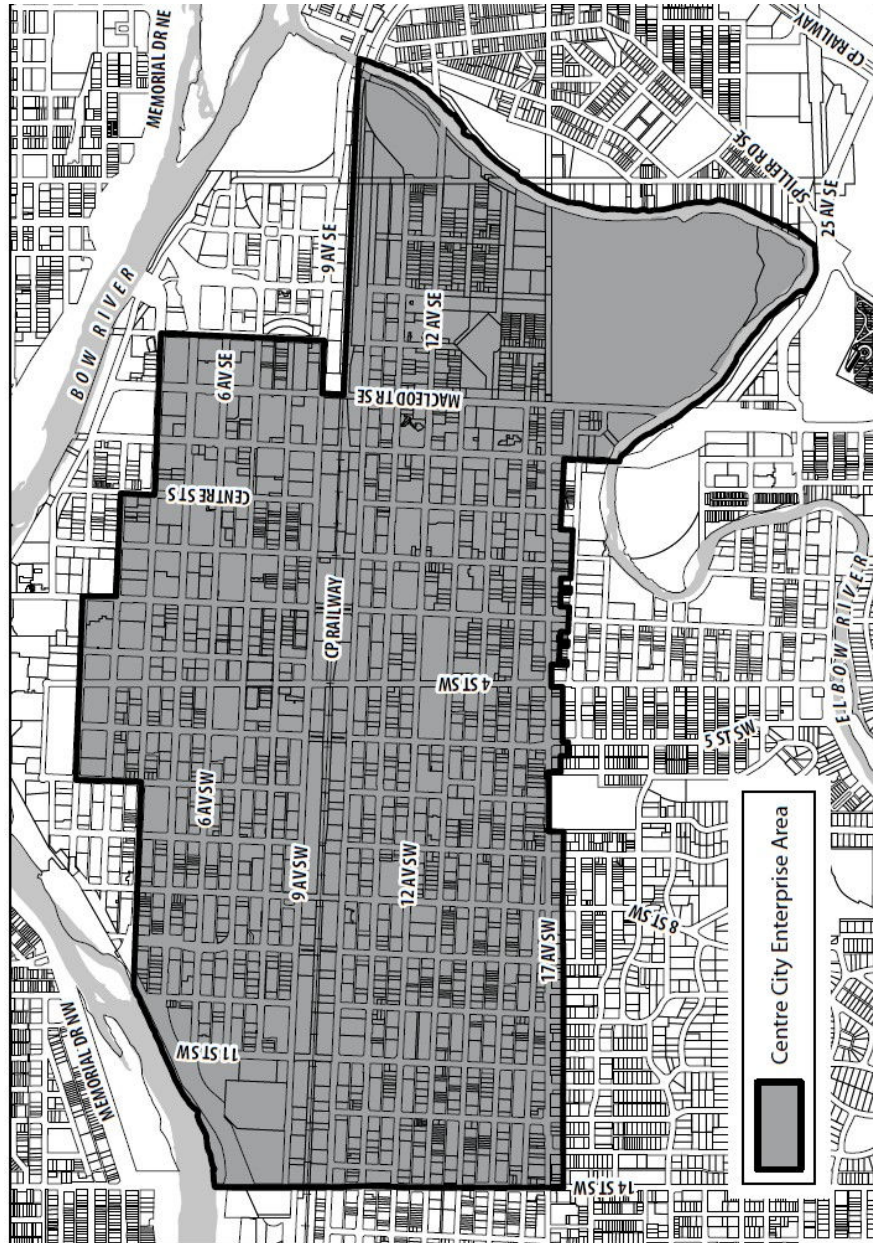 MEMORIAL DR NE
CP RAILWAY
BOW RIVER
9 AV SE
SPILLER RD SE
25 AV SE
6 AV SE
12 AV SE
MACLEOD TR SE
CENTRE ST S
CP RAILWAY
4 ST SW
ELBOW RIVER
5 ST SW
6 AV SW
9 AV SW
12 AV SW
17 AV SW
8 ST SW
MEMORIAL DR NW
11 ST SW
14 ST SW
Centre City Enterprise Area